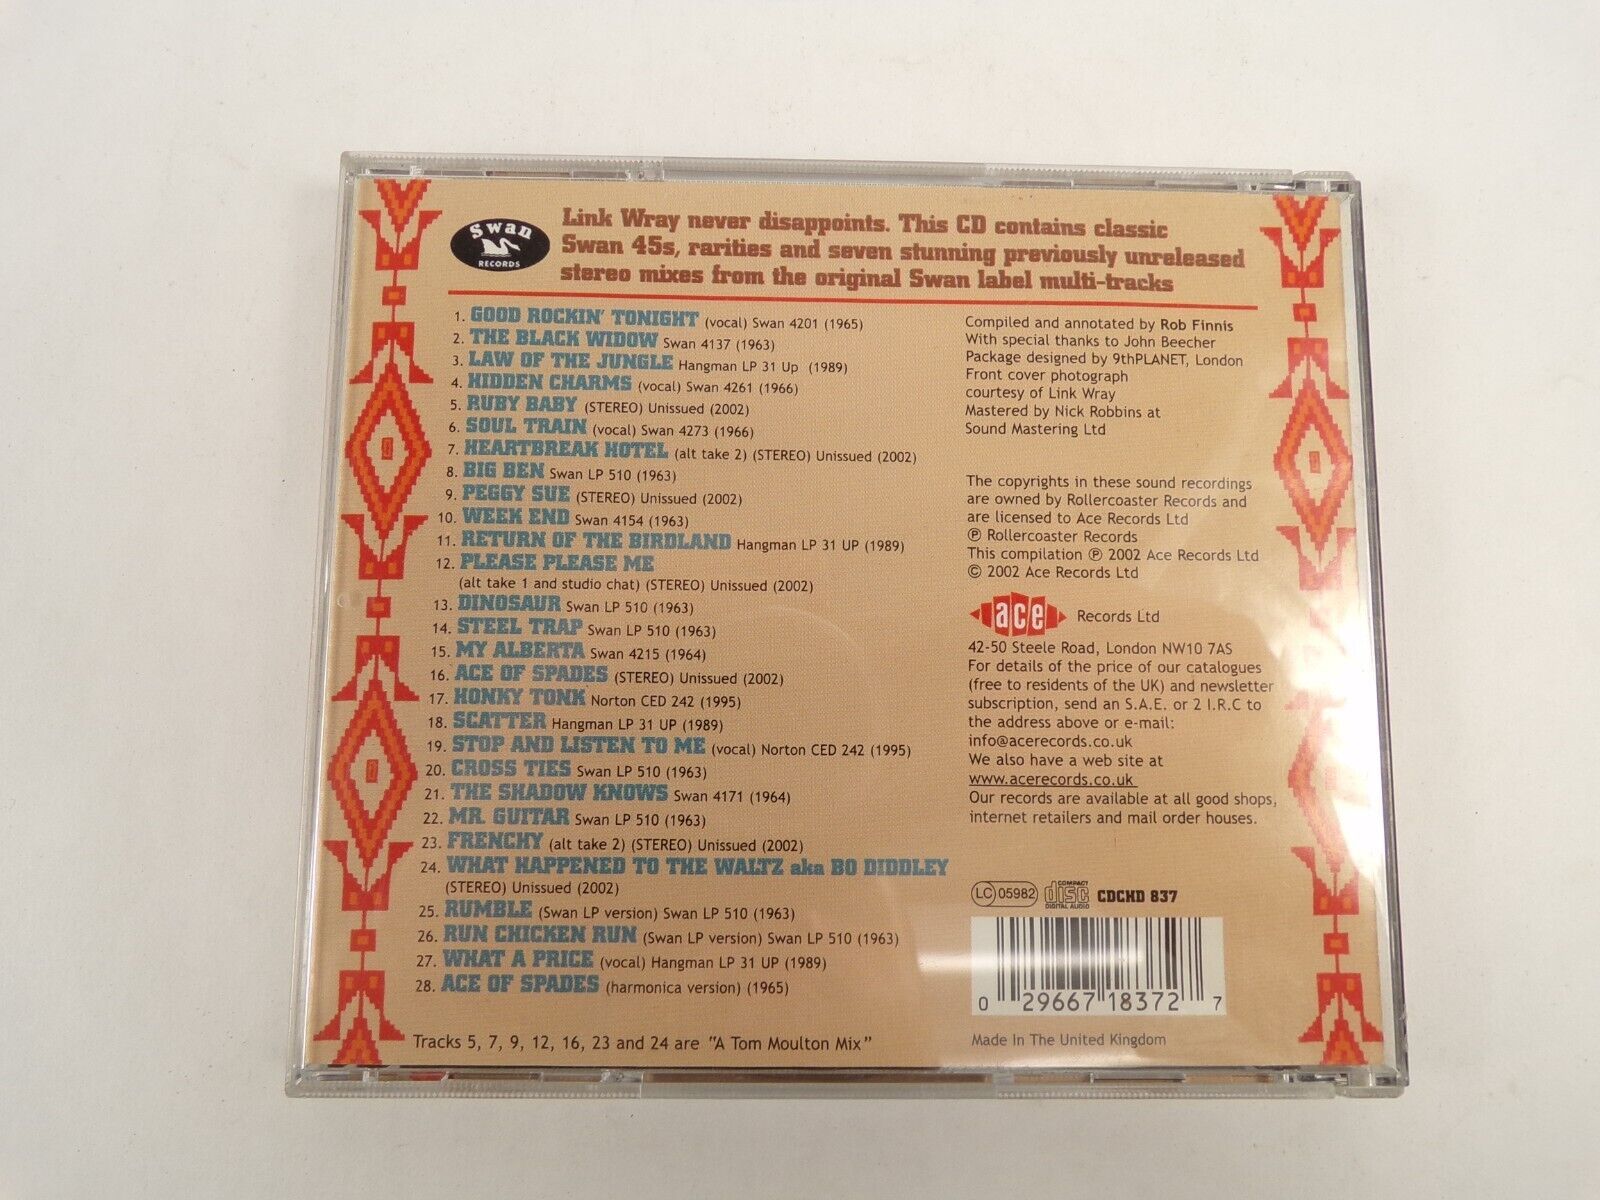 Swan
RECORDS
Link Wray never disappoints. This CD contains classic
Swan 45s, rarities and seven stunning previously unreleased
stereo mixes from the original Swan label multi-tracks
1. GOOD ROCKIN' TONIGHT (vocal) Swan 4201 (1965)
2. THE BLACK WIDOW Swan 4137 (1963)
3. LAW OF THE JUNGLE Hangman LP 31 Up (1989)
4. HIDDEN CHARMS (vocal) Swan 4261 (1966)
5. RUBY BABY (STEREO) Unissued (2002)
6. SOUL TRAIN (vocal) Swan 4273 (1966)
7. HEARTBREAK HOTEL (alt take 2) (STEREO) Unissued (2002)
8. BIG BEN Swan LP 510 (1963)
9. PEGGY SUE (STEREO) Unissued (2002)
10. WEEK END Swan 4154 (1963)
11. RETURN OF THE BIRDLAND Hangman LP 31 UP (1989)
12. PLEASE PLEASE ME
(alt take 1 and studio chat) (STEREO) Unissued (2002)
13. DINOSAUR Swan LP 510 (1963)
14. STEEL TRAP Swan LP 510 (1963)
15. MY ALBERTA Swan 4215 (1964)
16. ACE OF SPADES (STEREO) Unissued (2002)
17. HONKY TONK Norton CED 242 (1995)
18. SCATTER Hangman LP 31 UP (1989)
19. STOP AND LISTEN TO ME (vocal) Norton CED 242 (1995)
20. CROSS TIES Swan LP 510 (1963)
21. THE SHADOW KNOWS Swan 4171 (1964)
22. MR. GUITAR Swan LP 510 (1963)
23. FRENCHY (alt take 2) (STEREO) Unissued (2002)
24. WHAT HAPPENED TO THE WALTZ aka BO DIDDLEY
(STEREO) Unissued (2002)
25. RUMBLE (Swan LP version) Swan LP 510 (1963)
26. RUN CHICKEN RUN (Swan LP version) Swan LP 510 (1963)
27. WHAT A PRICE (vocal) Hangman LP 31 UP (1989)
28. ACE OF SPADES (harmonica version) (1965)
Tracks 5, 7, 9, 12, 16, 23 and 24 are "A Tom Moulton Mix"
Compiled and annotated by Rob Finnis
With special thanks to John Beecher
Package designed by 9thPLANET, London
Front cover photograph
courtesy of Link Wray
Mastered by Nick Robbins at
Sound Mastering Ltd
The copyrights in these sound recordings
are owned by Rollercoaster Records and
are licensed to Ace Records Ltd
℗ Rollercoaster Records
This compilation ℗ 2002 Ace Records Ltd
© 2002 Ace Records Ltd
ace Records Ltd
42-50 Steele Road, London NW10 7AS
For details of the price of our catalogues
(free to residents of the UK) and newsletter
subscription, send an S.A.E. or 2 I.R.C to
the address above or e-mail:
info@acerecords.co.uk
We also have a web site at
www.acerecords.co.uk
Our records are available at all good shops,
internet retailers and mail order houses.
LC 05982 COMPACT disc DIGITAL AUDIO CDCHD 837
0 29667 18372 7
Made In The United Kingdom